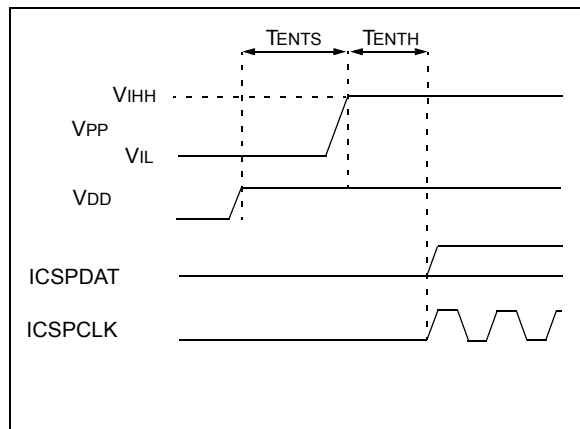 TENTS TENTH
VIHH
VPP
VIL
VDD
ICSPDAT
ICSPCLK